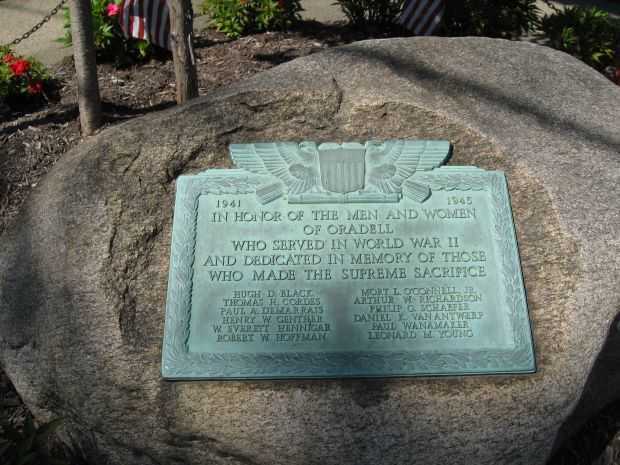 1941 1945
IN HONOR OF THE MEN AND WOMEN
OF ORADELL
WHO SERVED IN WORLD WAR II
AND DEDICATED IN MEMORY OF THOSE
WHO MADE THE SUPREME SACRIFICE
HUGH D. BLACK
THOMAS H. CORDES
PAUL A. DEMARRAIS
HENRY W. GENTHER
W. EVERETT HENNIGAR
ROBERT W. HOFFMAN
MORT L. O'CONNELL, JR.
ARTHUR W. RICHARDSON
PHILIP G. SCHAEFER
DANIEL K. VAN ANTWERP
PAUL WANAMAKER
LEONARD M. YOUNG